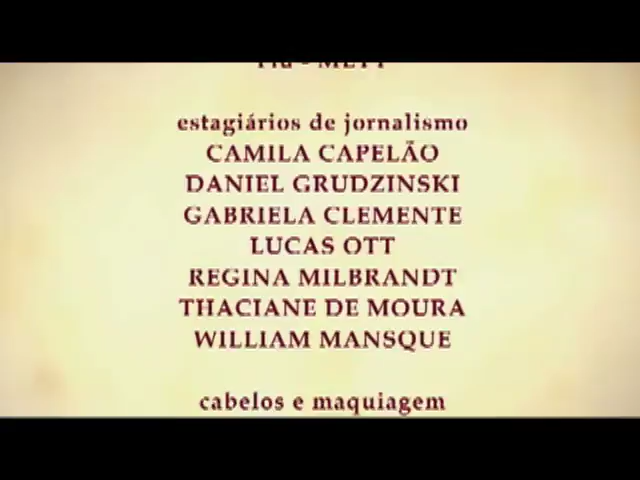 estagiários de jornalismo
CAMILA CAPELÃO
DANIEL GRUDZINSKI
GABRIELA CLEMENTE
LUCAS OTT
REGINA MILBRANDT
THACIANE DE MOURA
WILLIAM MANSQUE
cabelos e maquiagem